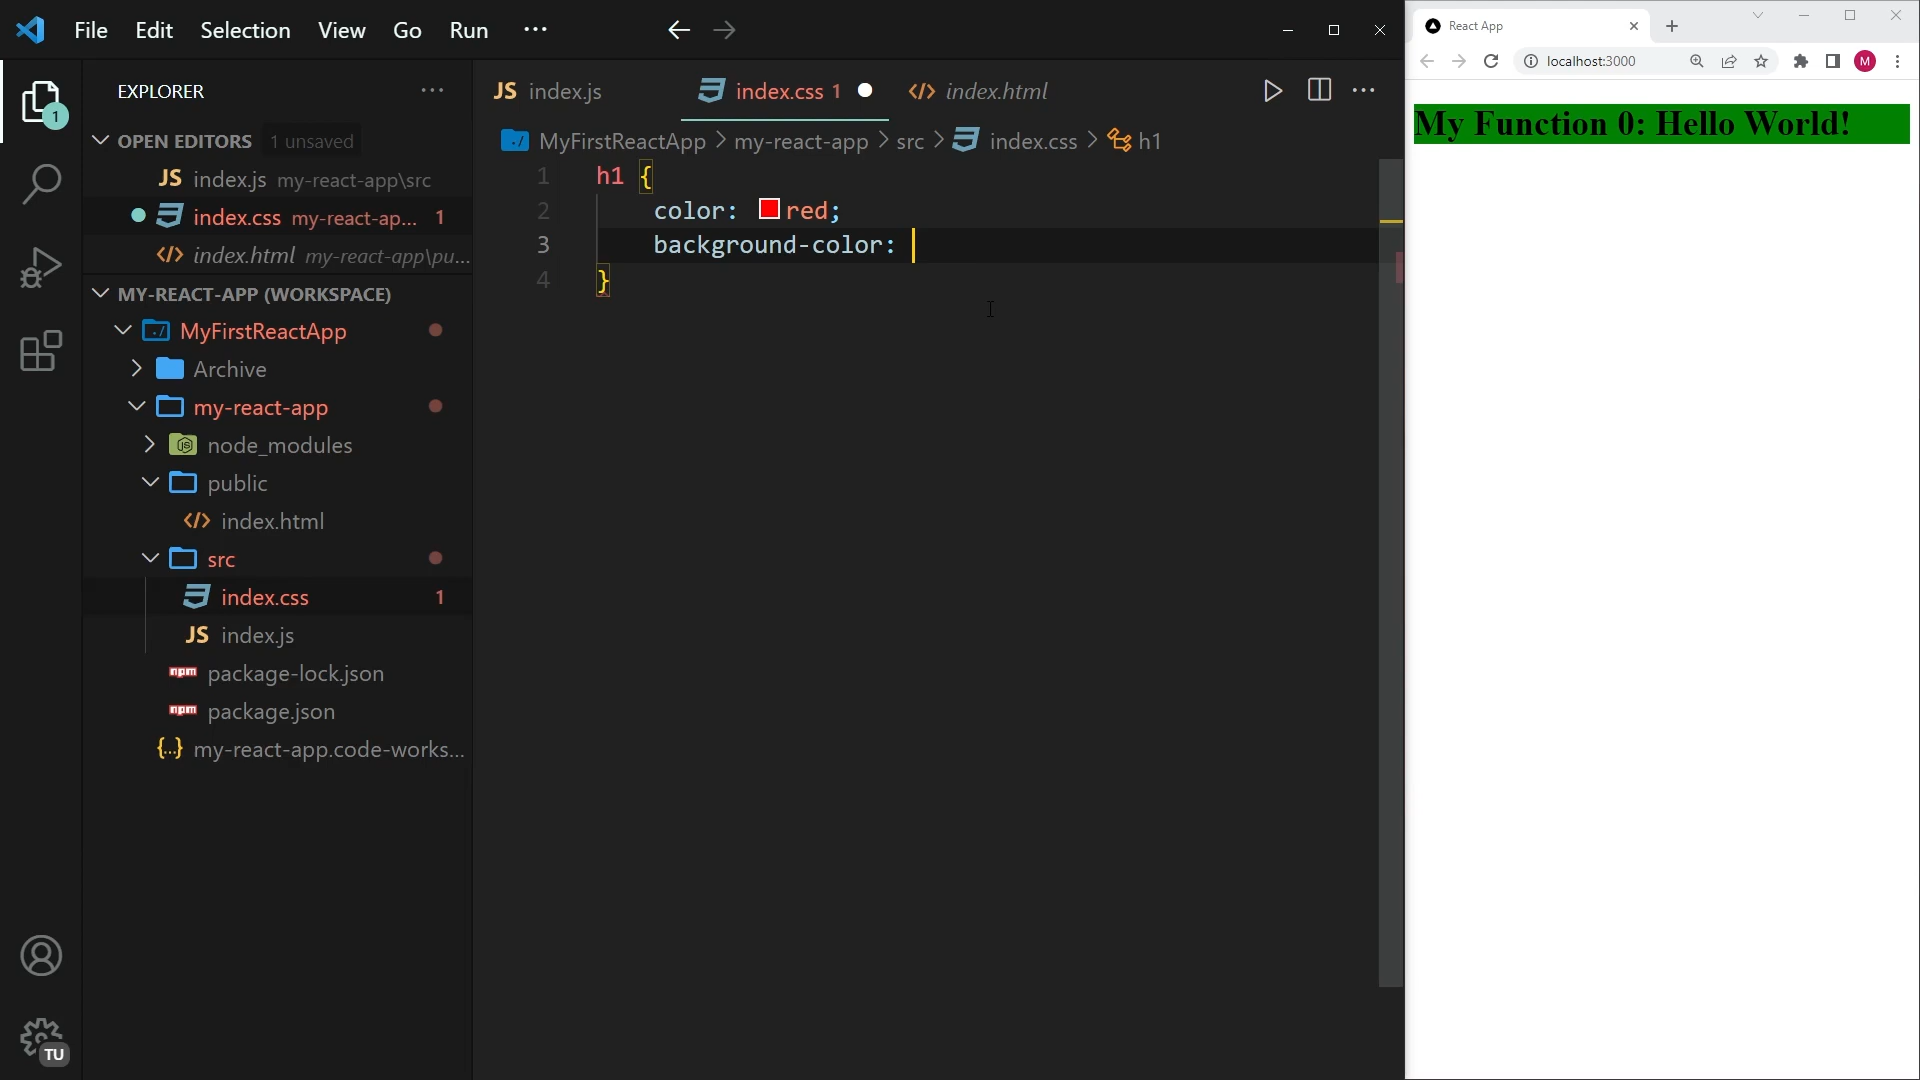 File Edit Selection View Go Run ···
EXPLORER ···
OPEN EDITORS 1 unsaved
JS index.js my-react-app\src
index.css my-react-ap... 1
index.html my-react-app\pu...
MY-REACT-APP (WORKSPACE)
MyFirstReactApp
Archive
my-react-app
node_modules
public
index.html
src
index.css 1
JS index.js
package-lock.json
package.json
my-react-app.code-works...
1
TU
JS index.js index.css 1 index.html
MyFirstReactApp > my-react-app > src > index.css > h1
1 h1 {
2 color: red;
3 background-color:
4 }
React App
localhost:3000
M
My Function 0: Hello World!